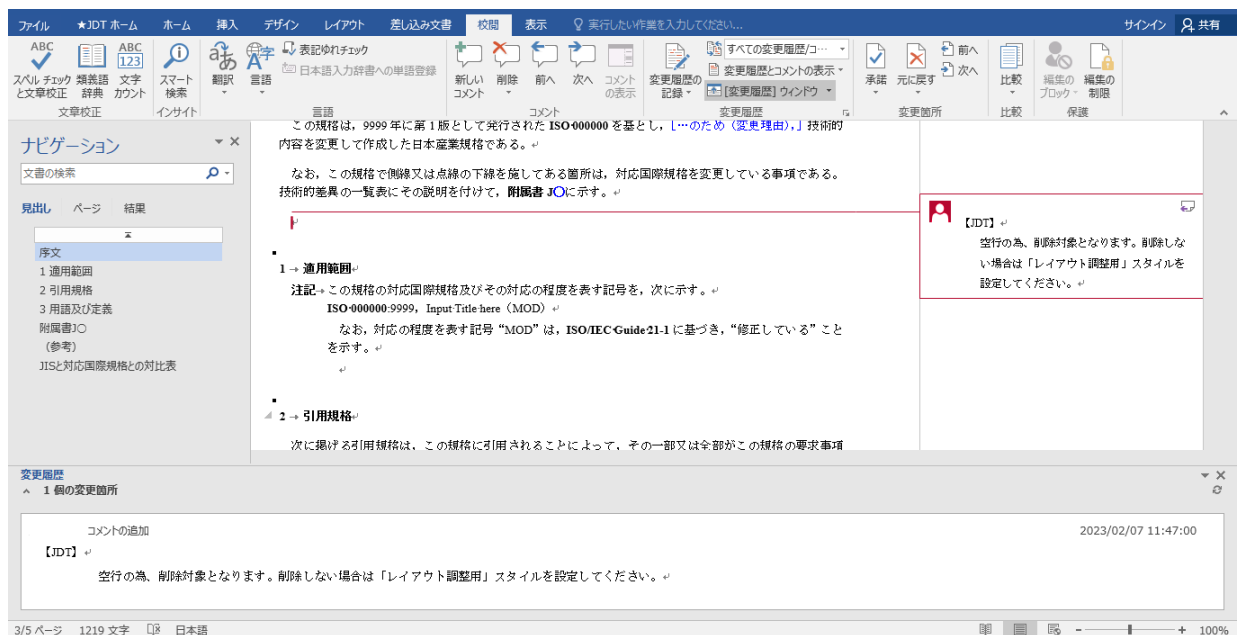 ファイル ★JDT ホーム ホーム 挿入 デザイン レイアウト 差し込み文書 校閲 表示 実行したい作業を入力してください... サインイン 共有
ABC スペル チェックと文章校正 類義語辞典 ABC 123 文字カウント スマート検索 翻訳 言語 表記ゆれチェック 日本語入力辞書への単語登録 新しいコメント 削除 前へ 次へ コメントの表示 変更履歴の記録 すべての変更履歴/コ… 変更履歴とコメントの表示 [変更履歴] ウィンドウ 承諾 元に戻す 前へ 次へ 比較 編集のブロック 編集の制限
文章校正 インサイト 言語 コメント 変更履歴 変更箇所 比較 保護
ナビゲーション
文書の検索
見出し ページ 結果
序文
1 適用範囲
2 引用規格
3 用語及び定義
附属書J○
(参考)
JISと対応国際規格との対比表
この規格は，9999 年に第 1 版として発行された ISO 000000 を基とし，[…のため（変更理由），] 技術的
内容を変更して作成した日本産業規格である。
なお，この規格で側線又は点線の下線を施してある箇所は，対応国際規格を変更している事項である。
技術的差異の一覧表にその説明を付けて，附属書 J○に示す。
1 → 適用範囲
注記→この規格の対応国際規格及びその対応の程度を表す記号を，次に示す。
ISO 000000:9999，Input Title here（MOD）
なお，対応の程度を表す記号“MOD”は，ISO/IEC Guide 21-1 に基づき，“修正している”こと
を示す。
2 → 引用規格
次に掲げる引用規格は，この規格に引用されることによって，その一部又は全部がこの規格の要求事項
【JDT】
空行の為、削除対象となります。削除しな
い場合は「レイアウト調整用」スタイルを
設定してください。
変更履歴
1 個の変更箇所
コメントの追加 2023/02/07 11:47:00
【JDT】
空行の為、削除対象となります。削除しない場合は「レイアウト調整用」スタイルを設定してください。
3/5 ページ 1219 文字 日本語 100%